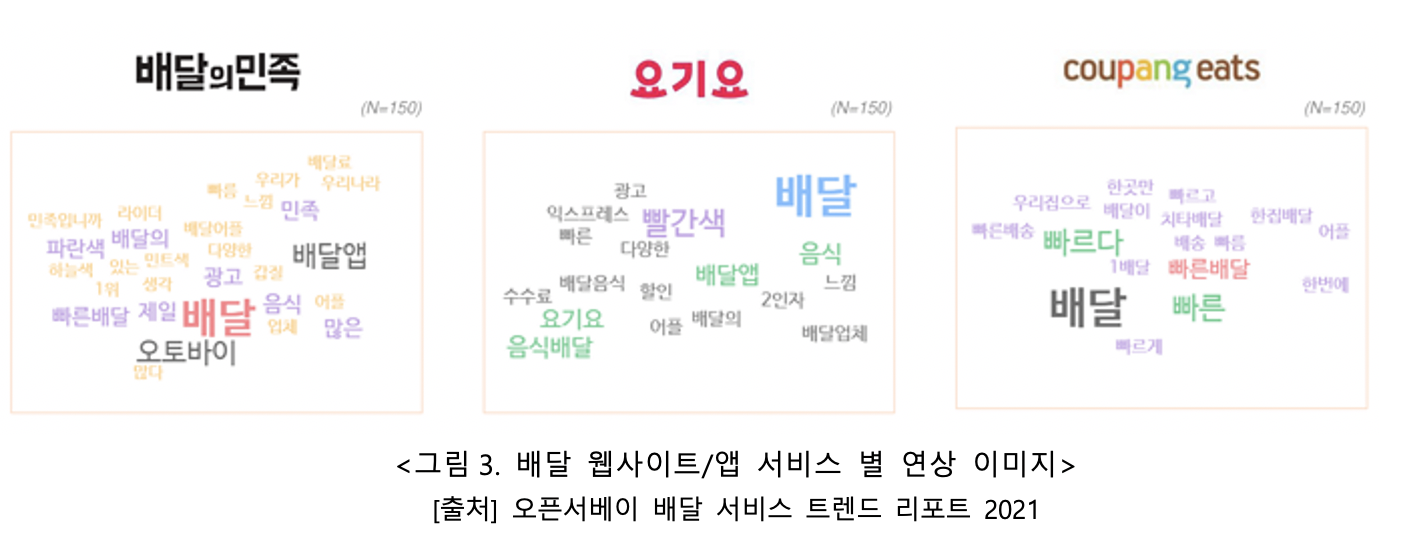 배달의민족
(N=150)
배달료
빠름 우리가 우리나라
느낌 민족
민족입니까 라이더
배달의 배달어플
파란색 다양한 배달앱
하늘색 있는 민트색
1위 생각 광고 갑질
빠른배달 제일 배달 음식 어플
업체 많은
오토바이
많다
요기요
(N=150)
배달
광고
익스프레스 빨간색
빠른 다양한 음식
배달앱
배달음식 할인 느낌
수수료 2인자
요기요 어플 배달의
음식배달 배달업체
coupang eats
(N=150)
한곳만 빠르고
우리집으로 배달이 치타배달 한집배달
빠른배송 빠르다 배송 빠름 어플
1배달 빠른배달
한번에
배달 빠른
빠르게
<그림 3. 배달 웹사이트/앱 서비스 별 연상 이미지>
[출처] 오픈서베이 배달 서비스 트렌드 리포트 2021